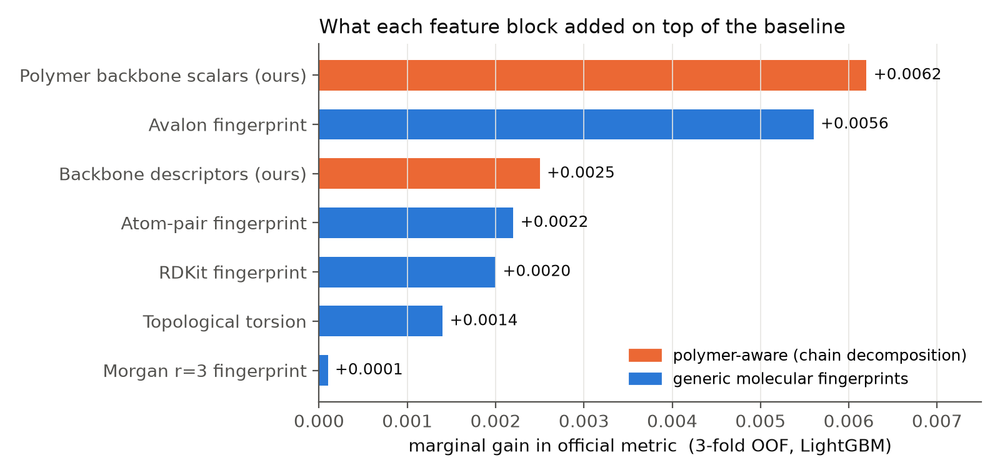 What each feature block added on top of the baseline
Polymer backbone scalars (ours)
+0.0062
Avalon fingerprint
+0.0056
Backbone descriptors (ours)
+0.0025
Atom-pair fingerprint
+0.0022
RDKit fingerprint
+0.0020
Topological torsion
+0.0014
Morgan r=3 fingerprint
+0.0001
polymer-aware (chain decomposition)
generic molecular fingerprints
0.000 0.001 0.002 0.003 0.004 0.005 0.006 0.007
marginal gain in official metric (3-fold OOF, LightGBM)